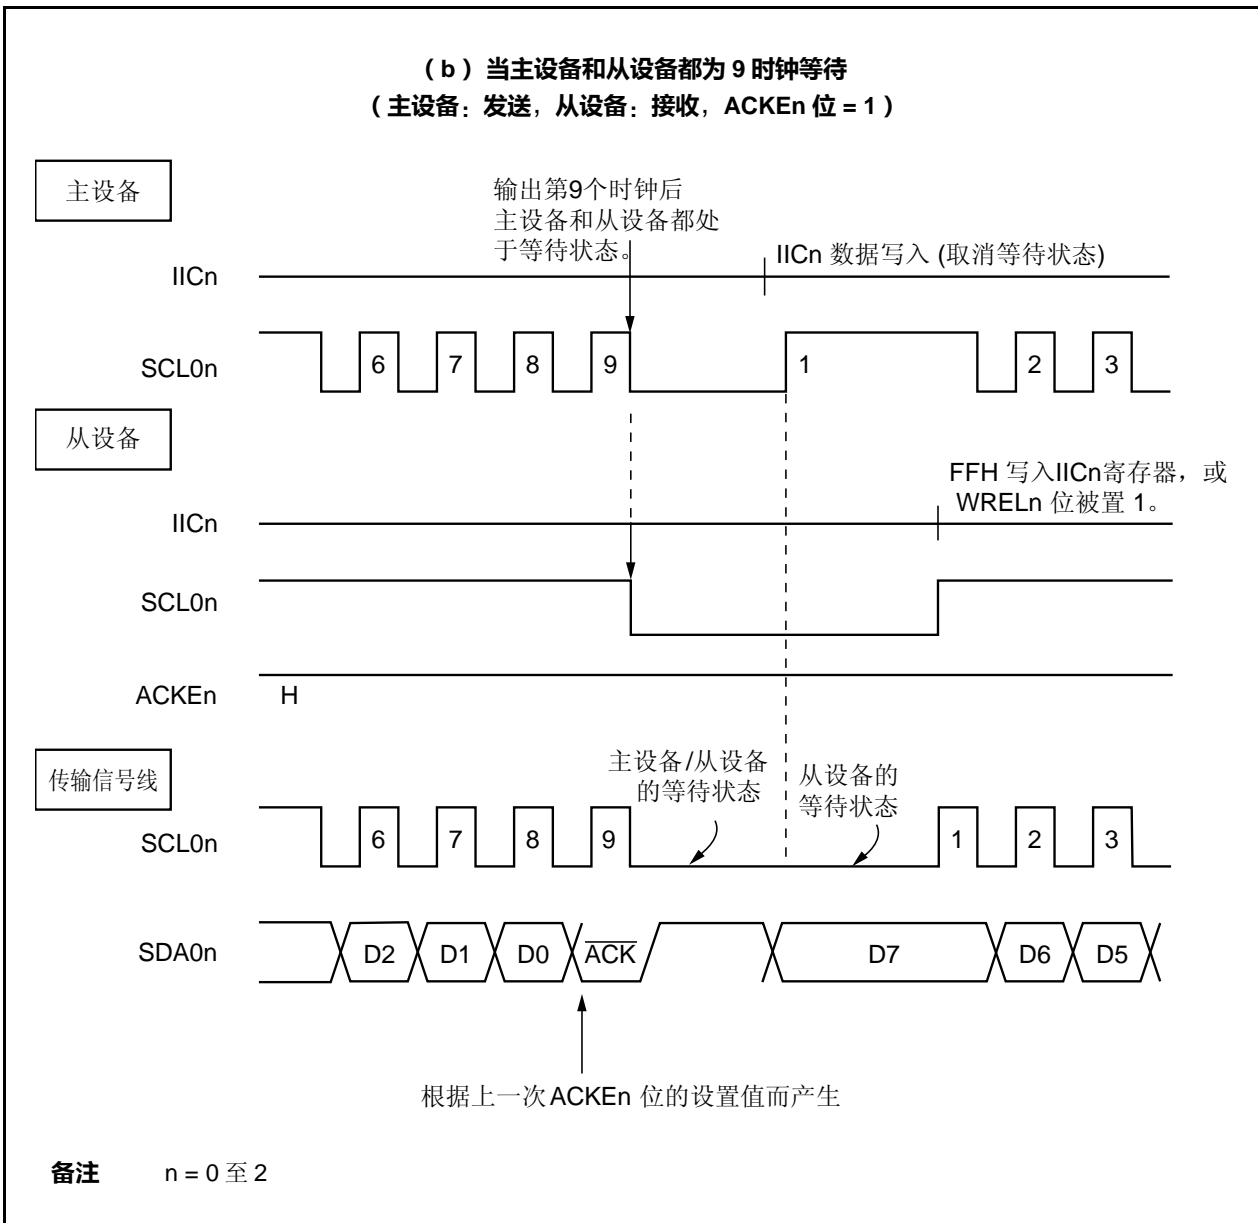 （b）当主设备和从设备都为 9 时钟等待
（主设备：发送，从设备：接收，ACKEn 位 = 1）
主设备
输出第9个时钟后
主设备和从设备都处
于等待状态。
IICn 数据写入 (取消等待状态)
IICn
SCL0n
6 7 8 9 1 2 3
从设备
FFH 写入IICn寄存器，或
WRELn 位被置 1。
IICn
SCL0n
ACKEn H
传输信号线
主设备/从设备
的等待状态
从设备的
等待状态
SCL0n
6 7 8 9 1 2 3
SDA0n
D2 D1 D0 ACK D7 D6 D5
根据上一次ACKEn 位的设置值而产生
备注 n = 0 至 2